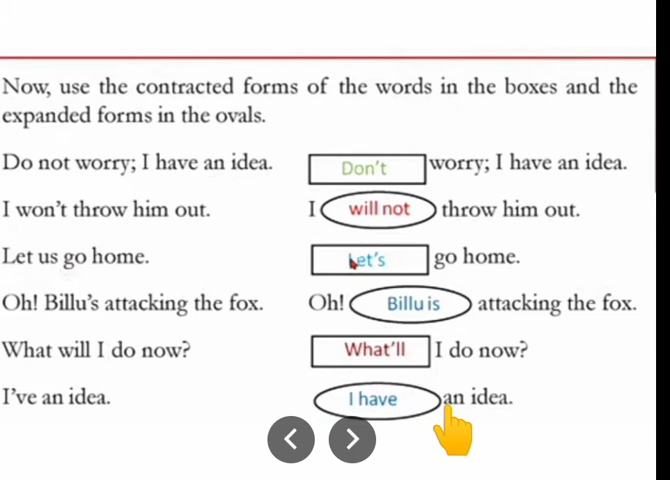 Now, use the contracted forms of the words in the boxes and the
expanded forms in the ovals.
Do not worry; I have an idea. Don't worry; I have an idea.
I won't throw him out. I will not throw him out.
Let us go home. Let's go home.
Oh! Billu's attacking the fox. Oh! Billu is attacking the fox.
What will I do now? What'll I do now?
I've an idea. I have an idea.